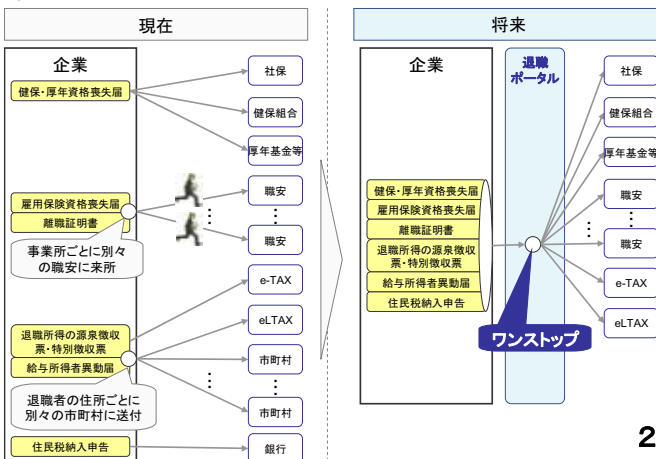 現在
企業
健保・厚年資格喪失届
社保
健保組合
厚年基金等
雇用保険資格喪失届
離職証明書
職安
職安
事業所ごとに別々
の職安に来所
e-TAX
eLTAX
退職所得の源泉徴収
票・特別徴収票
給与所得者異動届
市町村
市町村
退職者の住所ごとに
別々の市町村に送付
住民税納入申告
銀行
将来
企業
退職
ポータル
健保・厚年資格喪失届
雇用保険資格喪失届
離職証明書
退職所得の源泉徴収
票・特別徴収票
給与所得者異動届
住民税納入申告
ワンストップ
社保
健保組合
厚年基金等
職安
職安
e-TAX
eLTAX
2